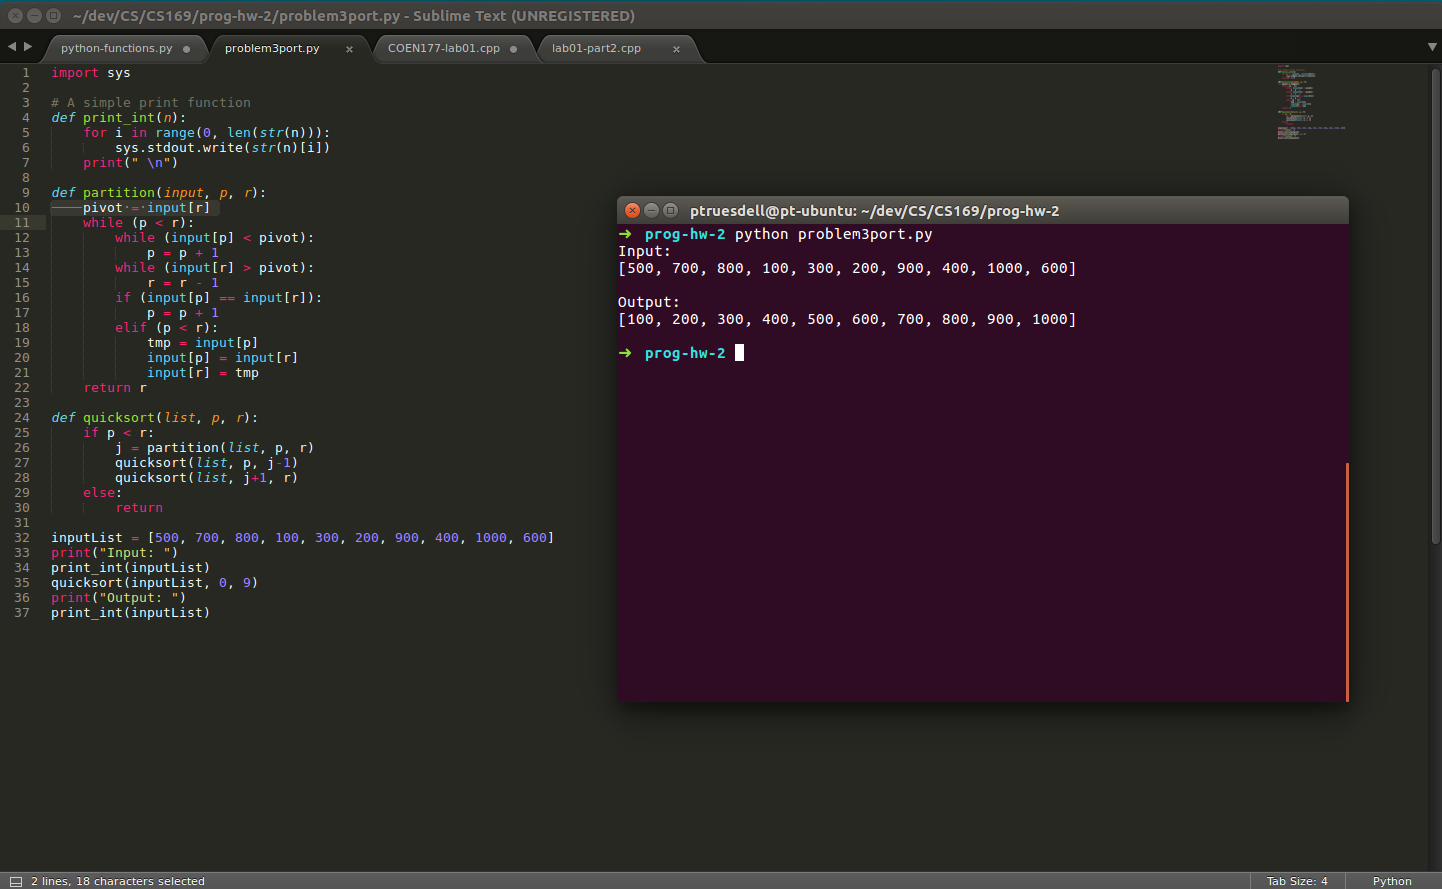 ~/dev/CS/CS169/prog-hw-2/problem3port.py - Sublime Text (UNREGISTERED)
python-functions.py
problem3port.py
COEN177-lab01.cpp
lab01-part2.cpp
1 import sys
2
3 # A simple print function
4 def print_int(n):
5     for i in range(0, len(str(n))):
6         sys.stdout.write(str(n)[i])
7     print(" \n")
8
9 def partition(input, p, r):
10     pivot = input[r]
11     while (p < r):
12         while (input[p] < pivot):
13             p = p + 1
14         while (input[r] > pivot):
15             r = r - 1
16         if (input[p] == input[r]):
17             p = p + 1
18         elif (p < r):
19             tmp = input[p]
20             input[p] = input[r]
21             input[r] = tmp
22     return r
23
24 def quicksort(list, p, r):
25     if p < r:
26         j = partition(list, p, r)
27         quicksort(list, p, j-1)
28         quicksort(list, j+1, r)
29     else:
30         return
31
32 inputList = [500, 700, 800, 100, 300, 200, 900, 400, 1000, 600]
33 print("Input: ")
34 print_int(inputList)
35 quicksort(inputList, 0, 9)
36 print("Output: ")
37 print_int(inputList)
ptruesdell@pt-ubuntu: ~/dev/CS/CS169/prog-hw-2
➜ prog-hw-2 python problem3port.py
Input:
[500, 700, 800, 100, 300, 200, 900, 400, 1000, 600]
Output:
[100, 200, 300, 400, 500, 600, 700, 800, 900, 1000]
➜ prog-hw-2
2 lines, 18 characters selected
Tab Size: 4
Python